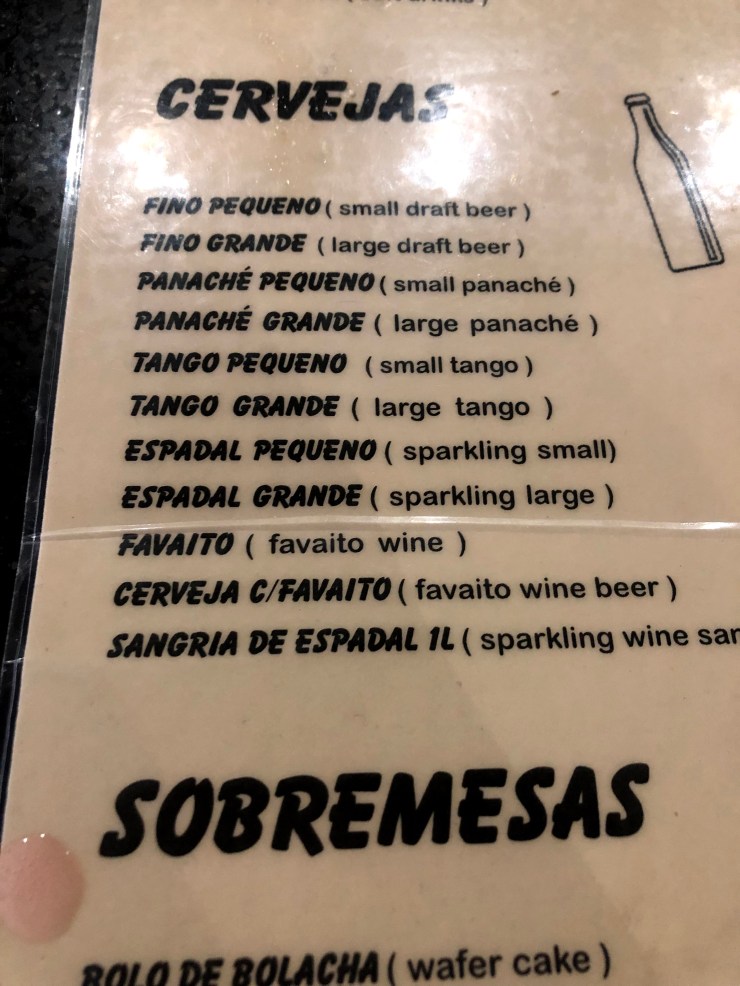 CERVEJAS
FINO PEQUENO ( small draft beer )
FINO GRANDE ( large draft beer )
PANACHÉ PEQUENO ( small panaché )
PANACHÉ GRANDE ( large panaché )
TANGO PEQUENO ( small tango )
TANGO GRANDE ( large tango )
ESPADAL PEQUENO ( sparkling small)
ESPADAL GRANDE ( sparkling large )
FAVAITO ( favaito wine )
CERVEJA C/FAVAITO ( favaito wine beer )
SANGRIA DE ESPADAL 1L ( sparkling wine
SOBREMESAS
BOLO DE BOLACHA ( wafer cake )